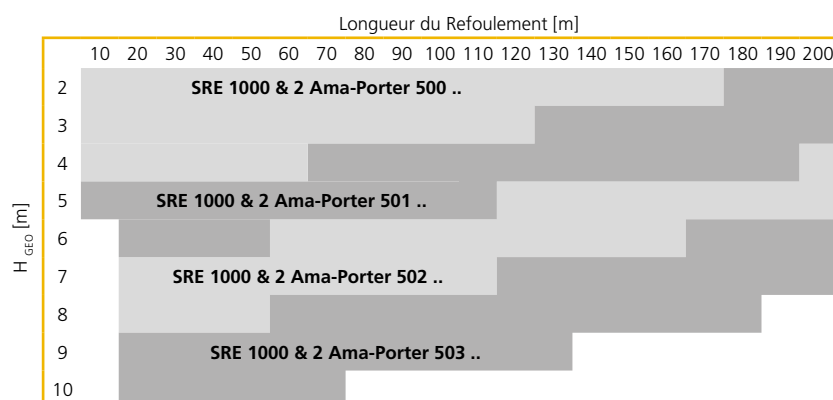 Longueur du Refoulement [m]
10 20 30 40 50 60 70 80 90 100 110 120 130 140 150 160 170 180 190 200
2 SRE 1000 & 2 Ama-Porter 500 ..
3
4
5 SRE 1000 & 2 Ama-Porter 501 ..
H GEO [m]
6
7 SRE 1000 & 2 Ama-Porter 502 ..
8
9 SRE 1000 & 2 Ama-Porter 503 ..
10